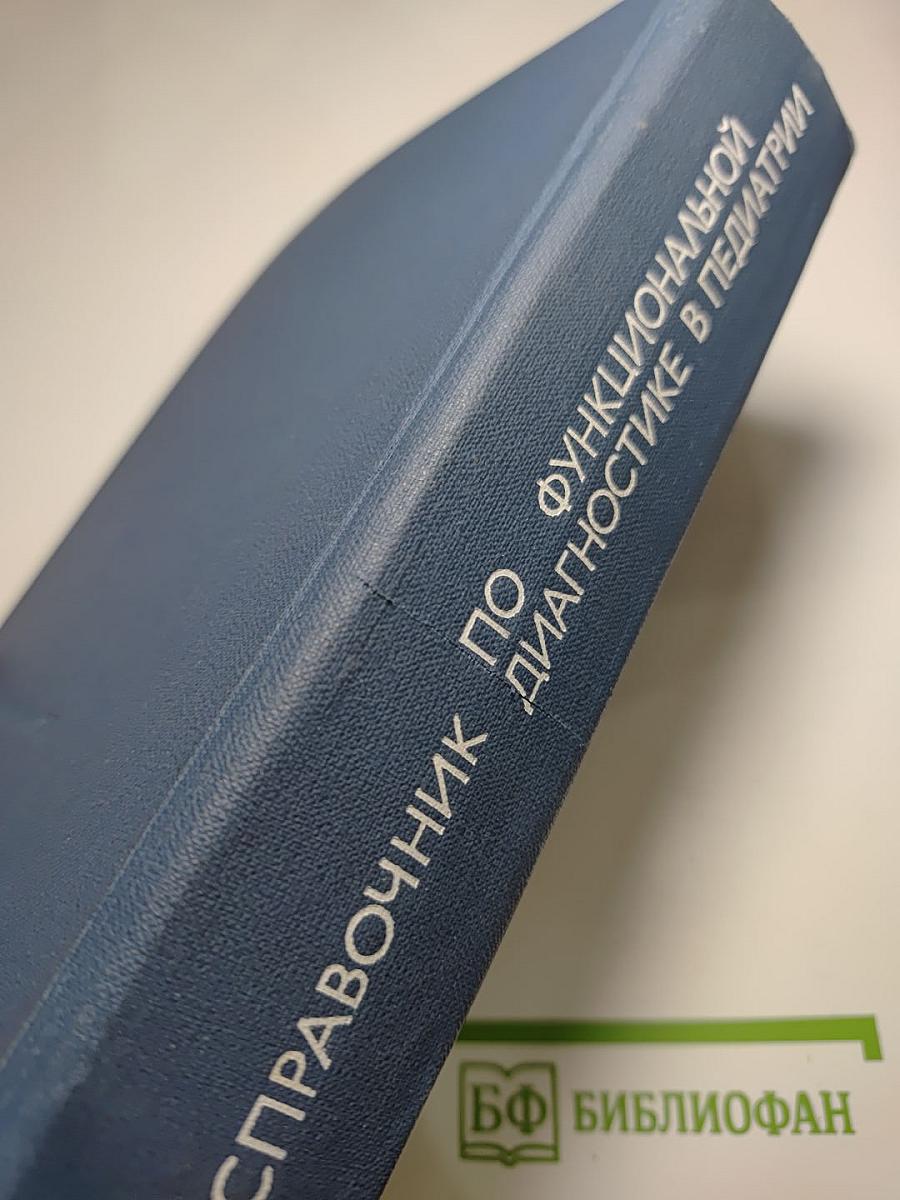 СПРАВОЧНИК ПО ФУНКЦИОНАЛЬНОЙ
ДИАГНОСТИКЕ В ПЕДИАТРИИ
БФ БИБЛИОФАН